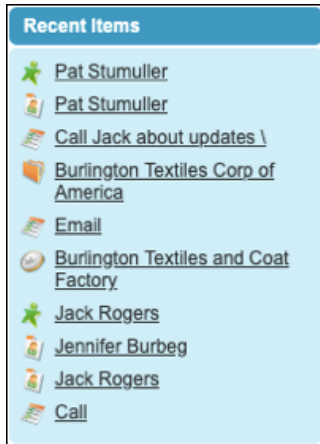 Recent Items
Pat Stumuller
Pat Stumuller
Call Jack about updates \
Burlington Textiles Corp of
America
Email
Burlington Textiles and Coat
Factory
Jack Rogers
Jennifer Burbeg
Jack Rogers
Call